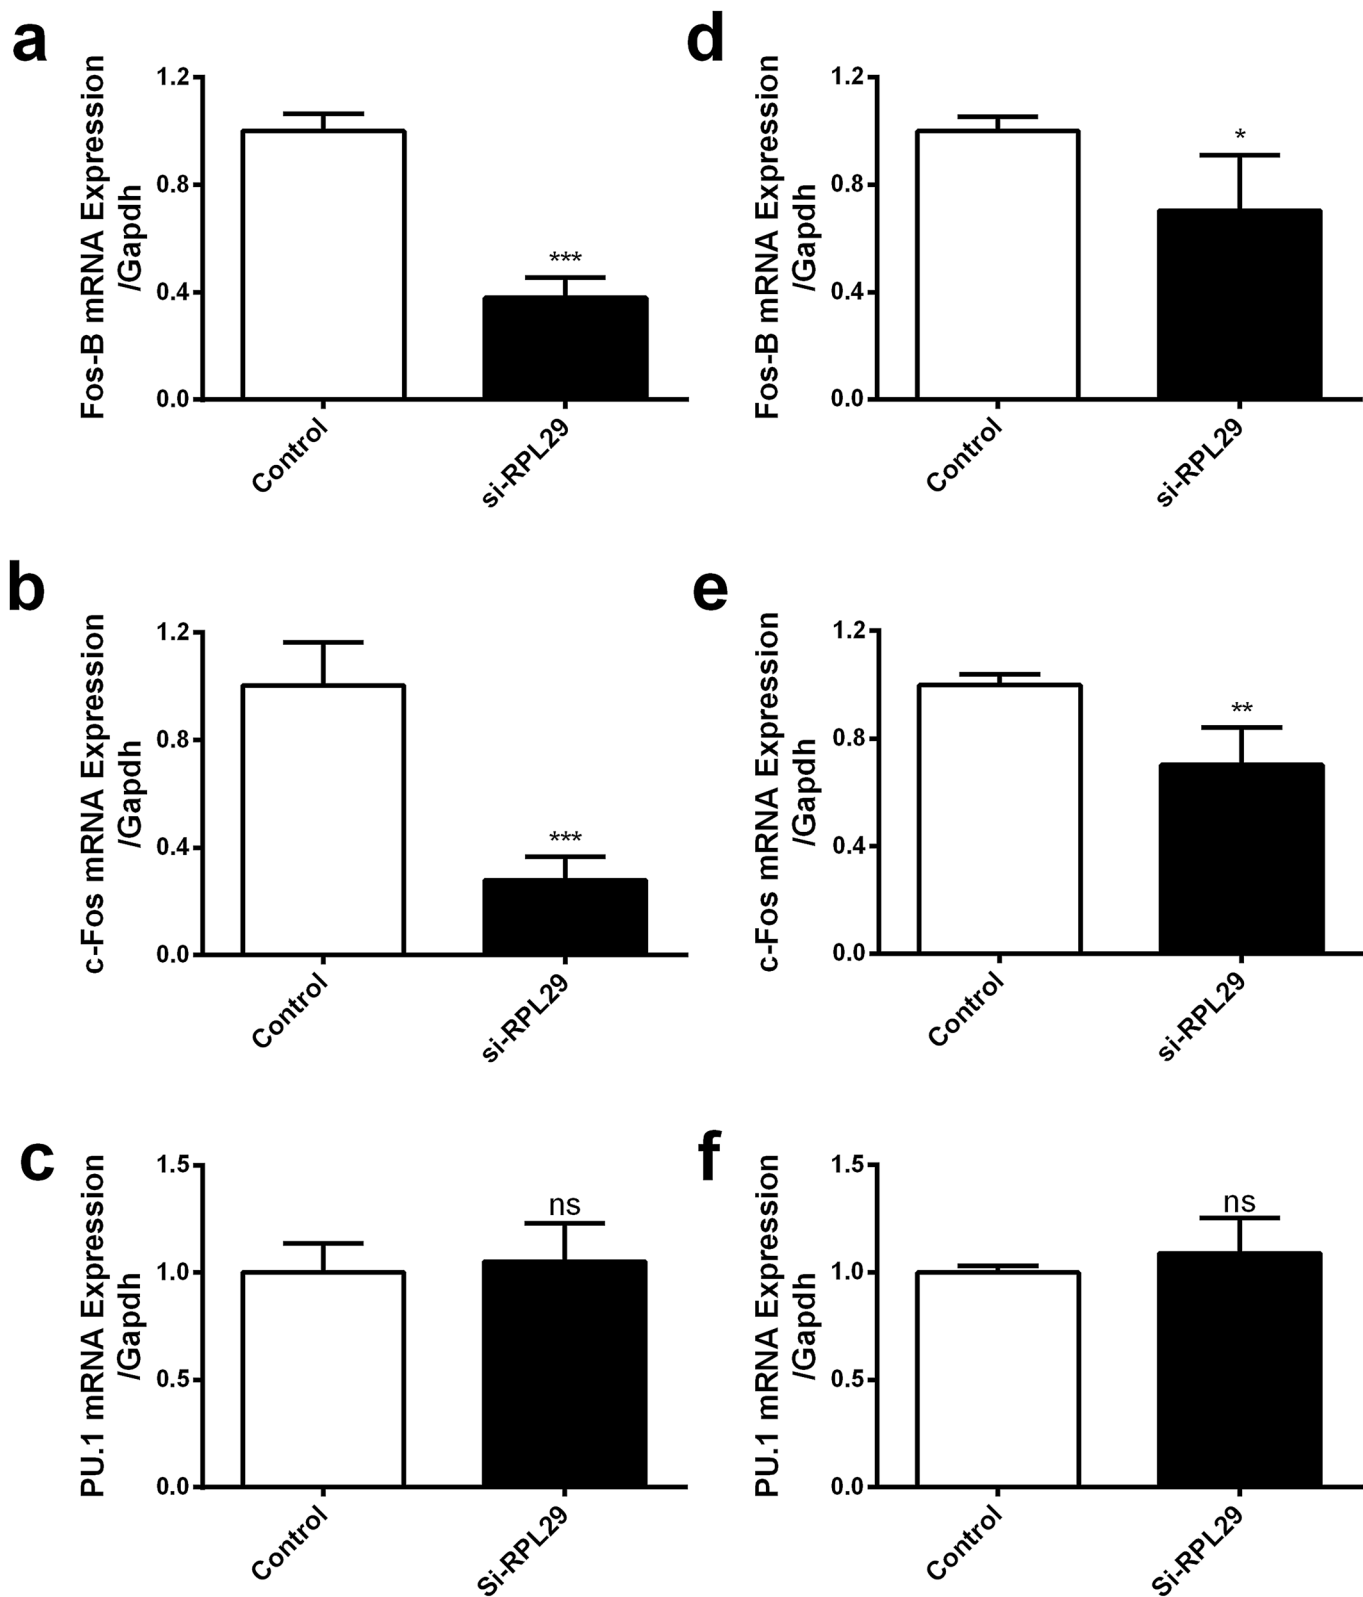 a
Fos-B mRNA Expression
/Gapdh
1.2
0.8
0.4
0.0
***
Control
si-RPL29
d
Fos-B mRNA Expression
/Gapdh
1.2
0.8
0.4
0.0
*
Control
si-RPL29
b
c-Fos mRNA Expression
/Gapdh
1.2
0.8
0.4
0.0
***
Control
si-RPL29
e
c-Fos mRNA Expression
/Gapdh
1.2
0.8
0.4
0.0
**
Control
si-RPL29
c
PU.1 mRNA Expression
/Gapdh
1.5
1.0
0.5
0.0
ns
Control
Si-RPL29
f
PU.1 mRNA Expression
/Gapdh
1.5
1.0
0.5
0.0
ns
Control
Si-RPL29